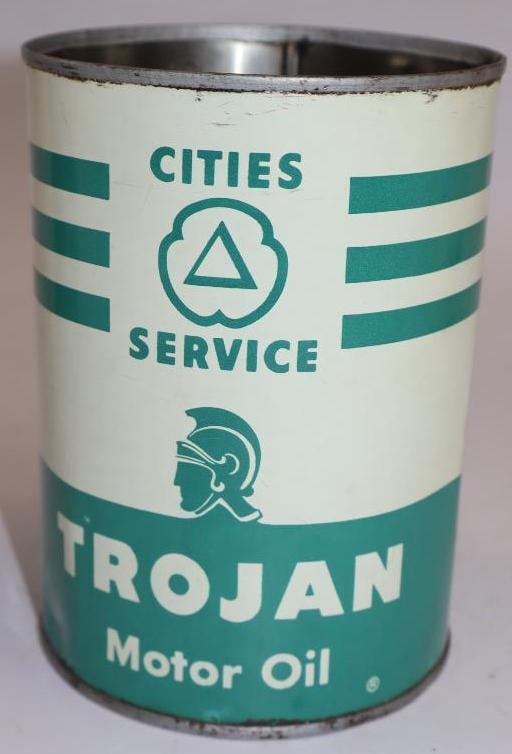 CITIES
SERVICE
TROJAN
Motor Oil
®